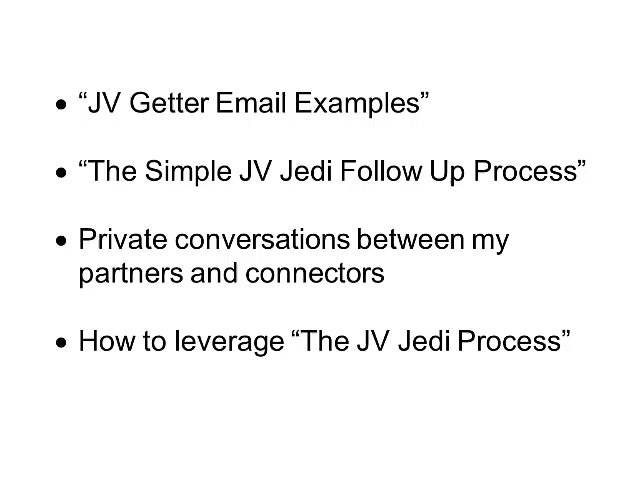 • “JV Getter Email Examples”
• “The Simple JV Jedi Follow Up Process”
• Private conversations between my
partners and connectors
• How to leverage “The JV Jedi Process”